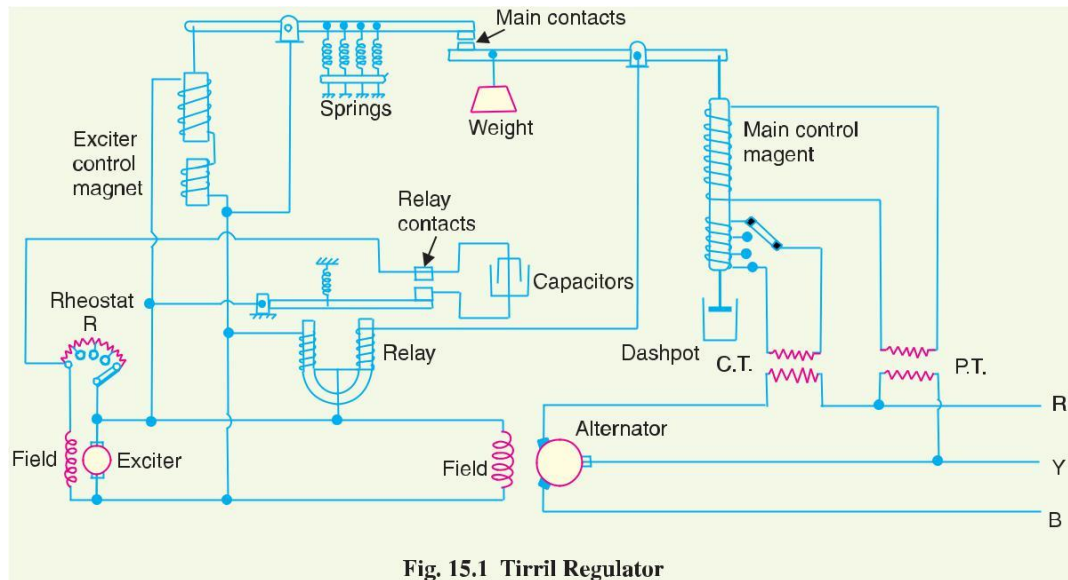 Main contacts
Springs
Weight
Exciter
control
magnet
Main control
magent
Relay
contacts
Capacitors
Rheostat
R
Relay
Dashpot
C.T.
P.T.
R
Alternator
Field
Exciter
Field
Y
B
Fig. 15.1 Tirril Regulator